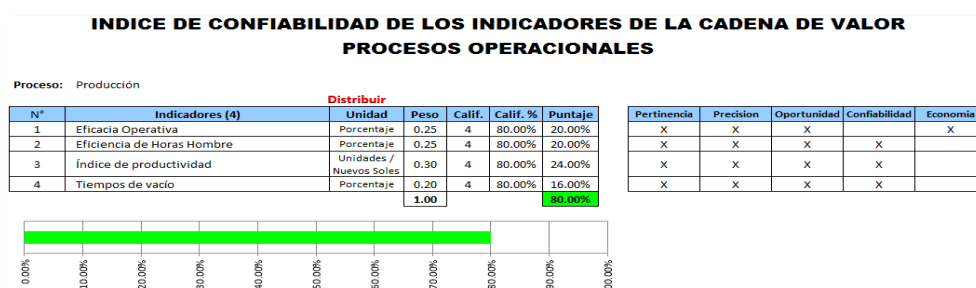 INDICE DE CONFIABILIDAD DE LOS INDICADORES DE LA CADENA DE VALOR
PROCESOS OPERACIONALES
Proceso: Producción
Distribuir
N° Indicadores (4) Unidad Peso Calif. Calif. % Puntaje Pertinencia Precision Oportunidad Confiabilidad Economia
1 Eficacia Operativa Porcentaje 0.25 4 80.00% 20.00% X X X X
2 Eficiencia de Horas Hombre Porcentaje 0.25 4 80.00% 20.00% X X X X
3 Índice de productividad Unidades / Nuevos Soles 0.30 4 80.00% 24.00% X X X X
4 Tiempos de vacío Porcentaje 0.20 4 80.00% 16.00% X X X X
1.00 80.00%
0.00% 10.00% 20.00% 30.00% 40.00% 50.00% 60.00% 70.00% 80.00% 90.00% 00.00%